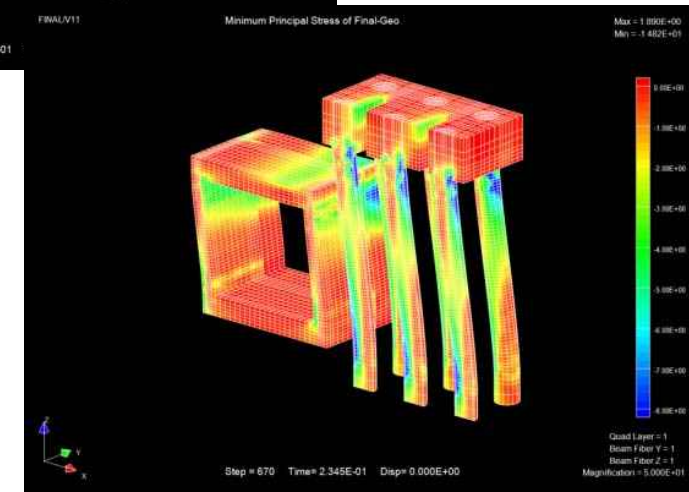 FINAL/V11
Minimum Principal Stress of Final-Geo
Max = 1.890E+00
Min = -1.482E+01
01
0.00E+00
-1.00E+00
-2.00E+00
-3.00E+00
-4.00E+00
-5.00E+00
-6.00E+00
-7.00E+00
-8.00E+00
Z
Y
X
Quad Layer = 1
Beam Fiber Y = 1
Beam Fiber Z = 1
Magnification = 5.000E+01
Step = 670 Time= 2.345E-01 Disp= 0.000E+00